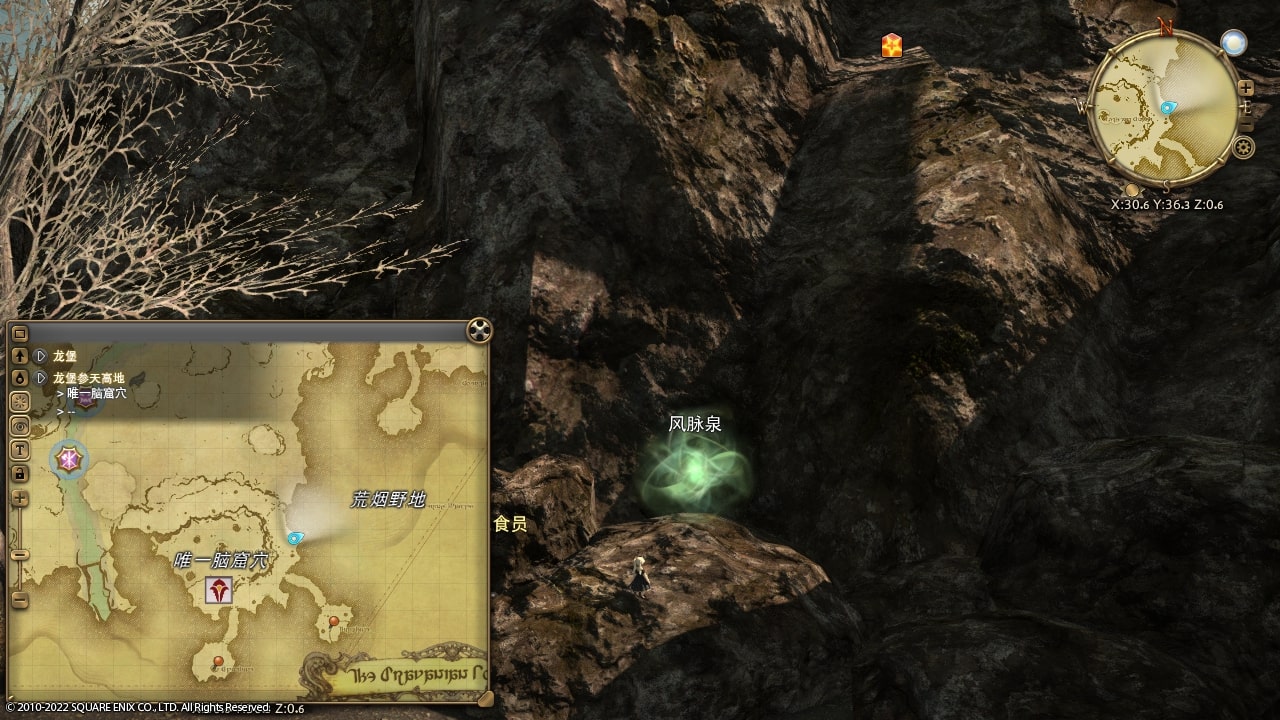 N
W
E
S
X:30.6 Y:36.3 Z:0.6
龙堡
龙堡参天高地
> 唯一脑窟穴
> --
T
荒烟野地
唯一脑窟穴
风脉泉
食员
© 2010-2022 SQUARE ENIX CO., LTD. All Rights Reserved.
Z:0.6